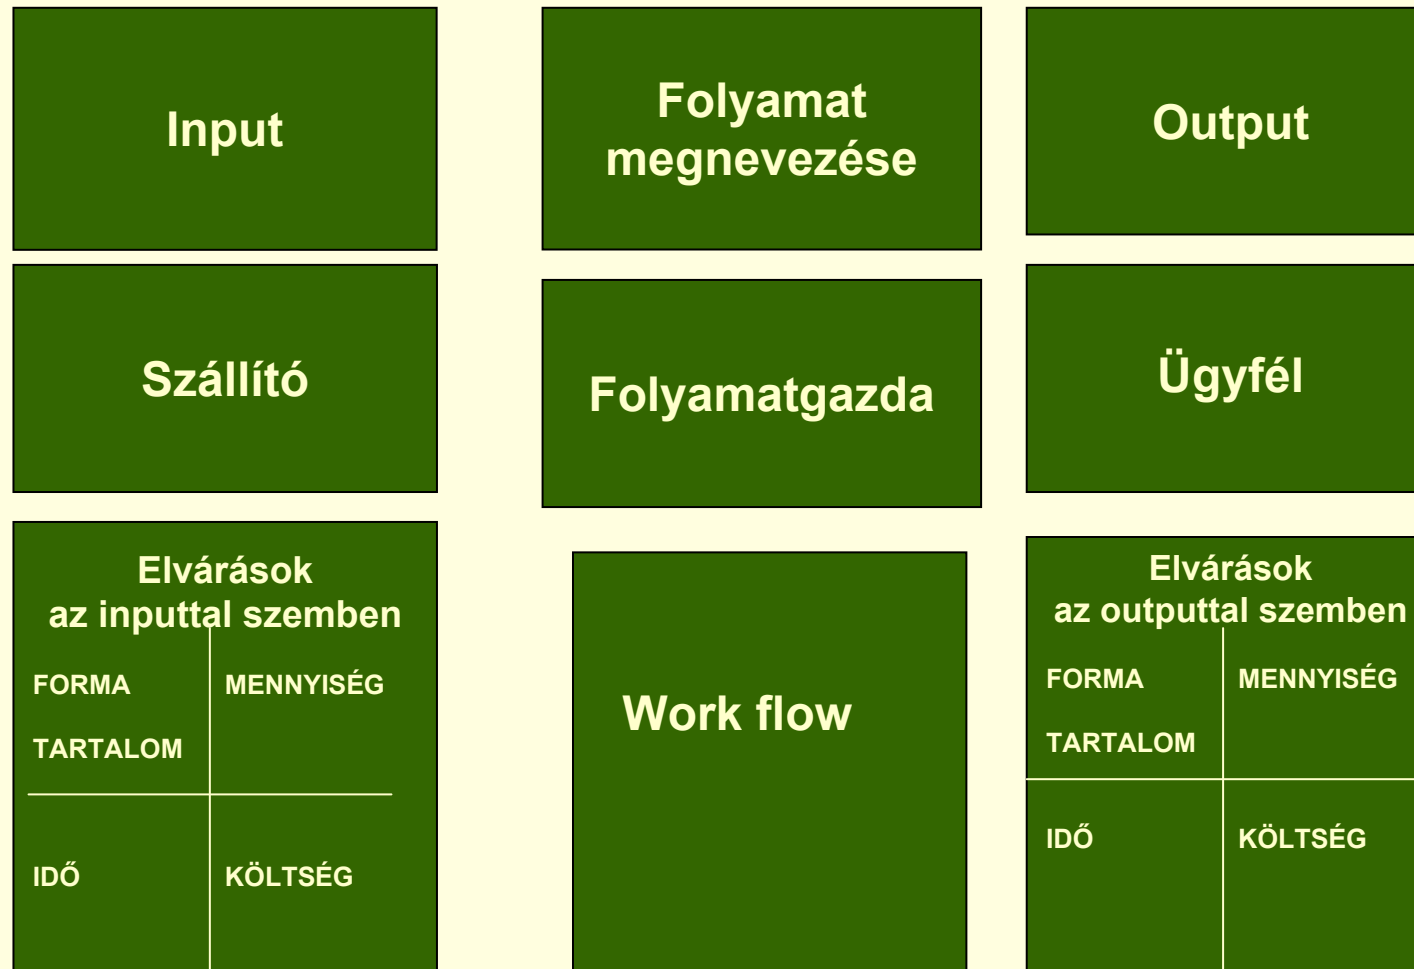 Input
Folyamat
megnevezése
Output
Szállító
Folyamatgazda
Ügyfél
Elvárások
az inputtal szemben
FORMA
MENNYISÉG
TARTALOM
IDŐ
KÖLTSÉG
Work flow
Elvárások
az outputtal szemben
FORMA
MENNYISÉG
TARTALOM
IDŐ
KÖLTSÉG